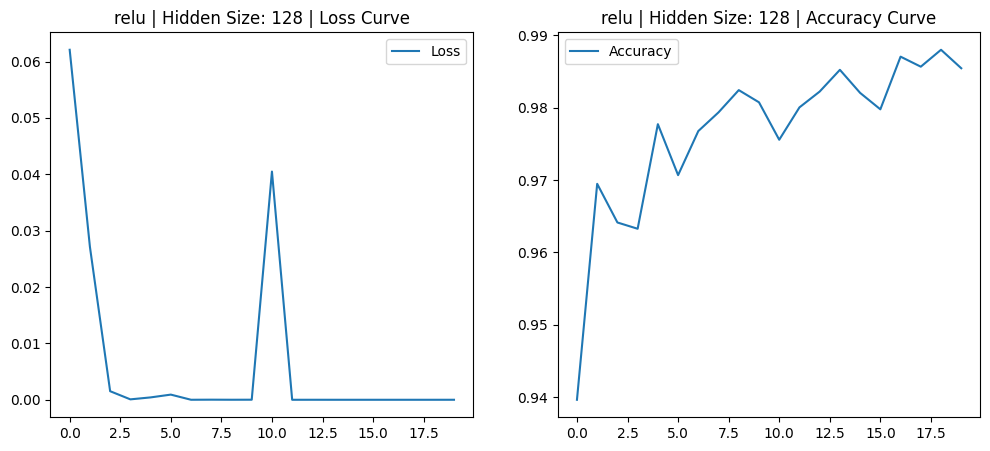 relu | Hidden Size: 128 | Loss Curve
Loss
0.06
0.05
0.04
0.03
0.02
0.01
0.00
0.0 2.5 5.0 7.5 10.0 12.5 15.0 17.5
relu | Hidden Size: 128 | Accuracy Curve
Accuracy
0.99
0.98
0.97
0.96
0.95
0.94
0.0 2.5 5.0 7.5 10.0 12.5 15.0 17.5